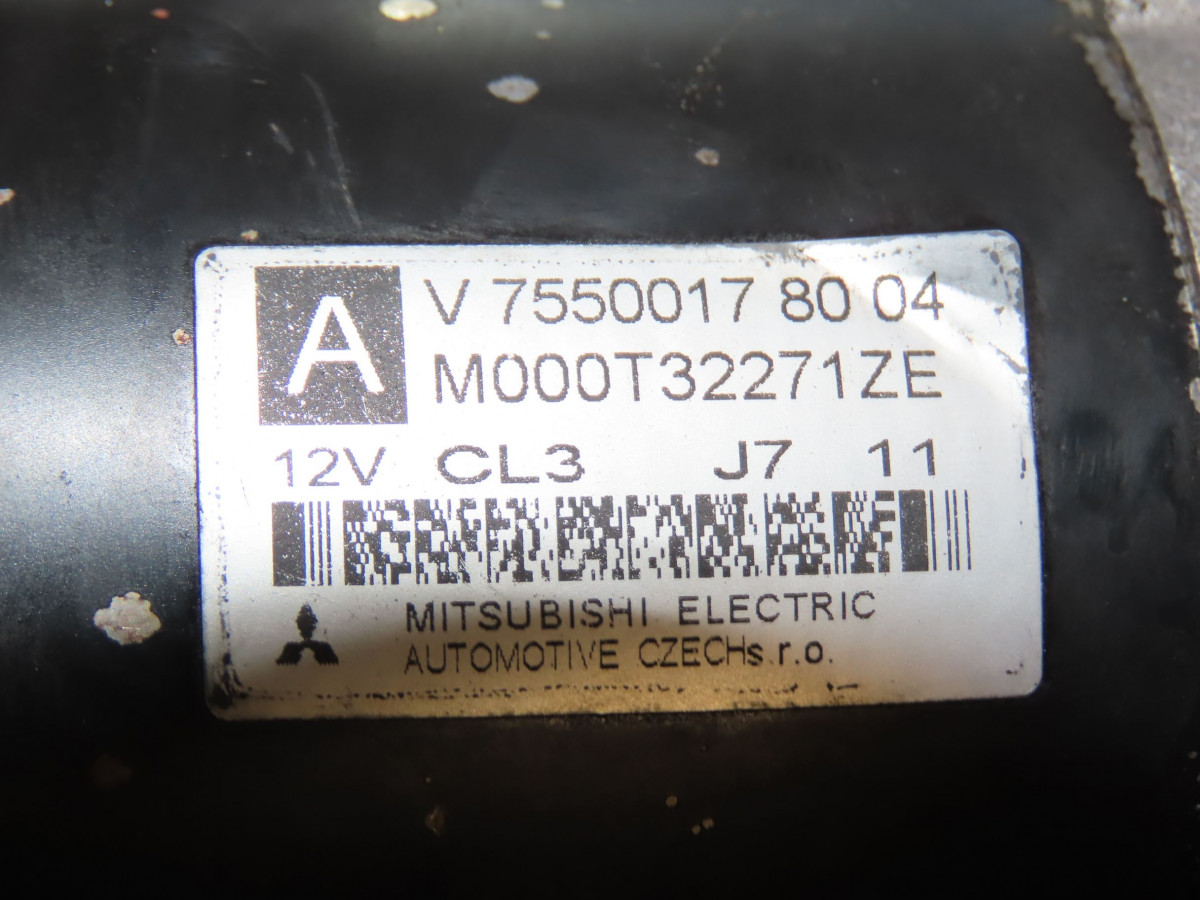 A
V 7550017 80 04
M000T32271ZE
12V CL3 J7 11
MITSUBISHI ELECTRIC
AUTOMOTIVE CZECHs.r.o.